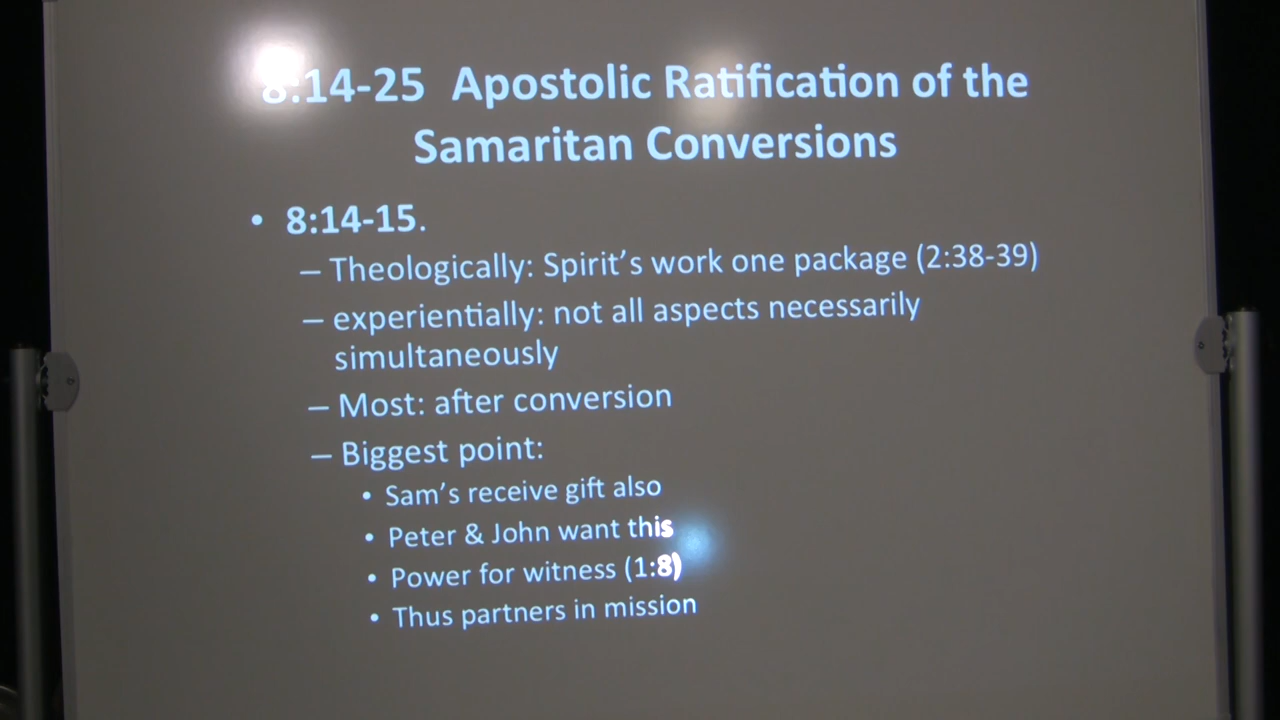 8:14-25 Apostolic Ratification of the
Samaritan Conversions
• 8:14-15.
– Theologically: Spirit's work one package (2:38-39)
– experientially: not all aspects necessarily
simultaneously
– Most: after conversion
– Biggest point:
• Sam's receive gift also
• Peter & John want this
• Power for witness (1:8)
• Thus partners in mission